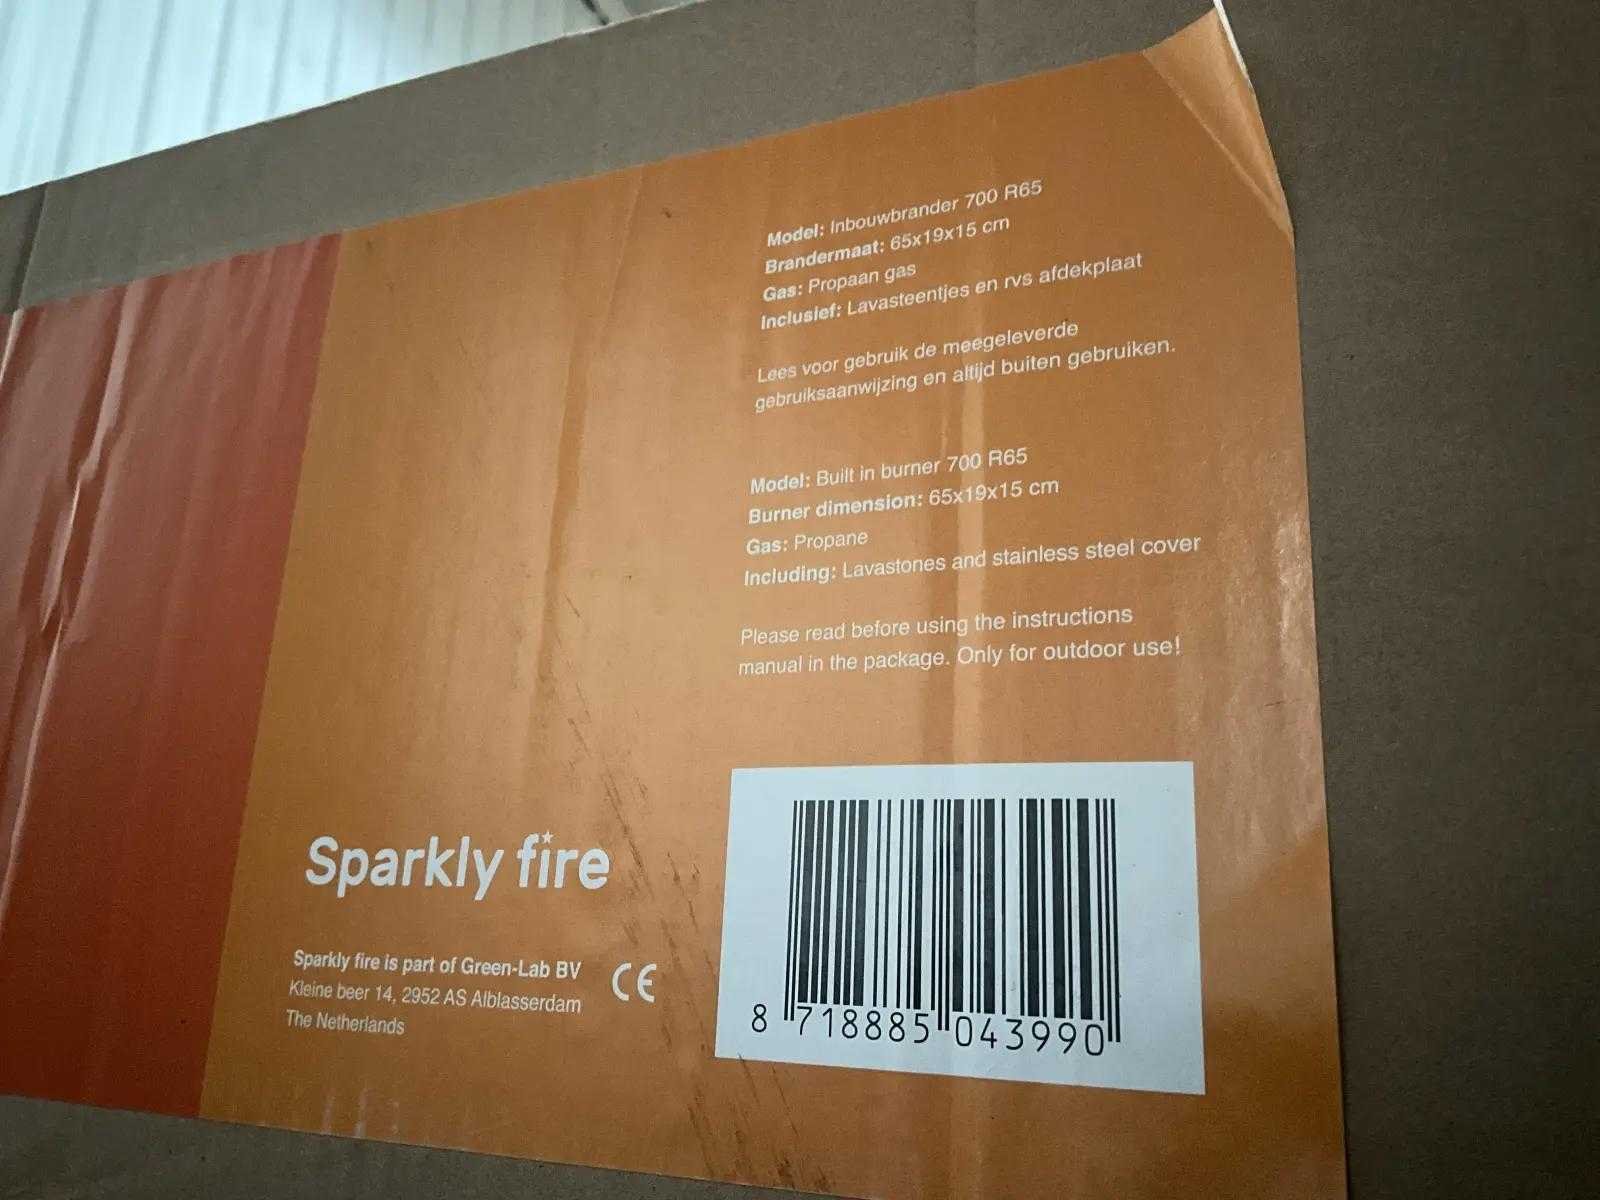 Model: Inbouwbrander 700 R65
Brandermaat: 65x19x15 cm
Gas: Propaan gas
Inclusief: Lavasteentjes en rvs afdekplaat
Lees voor gebruik de meegeleverde
gebruiksaanwijzing en altijd buiten gebruiken.
Model: Built in burner 700 R65
Burner dimension: 65x19x15 cm
Gas: Propane
Including: Lavastones and stainless steel cover
Please read before using the instructions
manual in the package. Only for outdoor use!
Sparkly fire
Sparkly fire is part of Green-Lab BV
Kleine beer 14, 2952 AS Alblasserdam
The Netherlands
CE
8 718885 043990